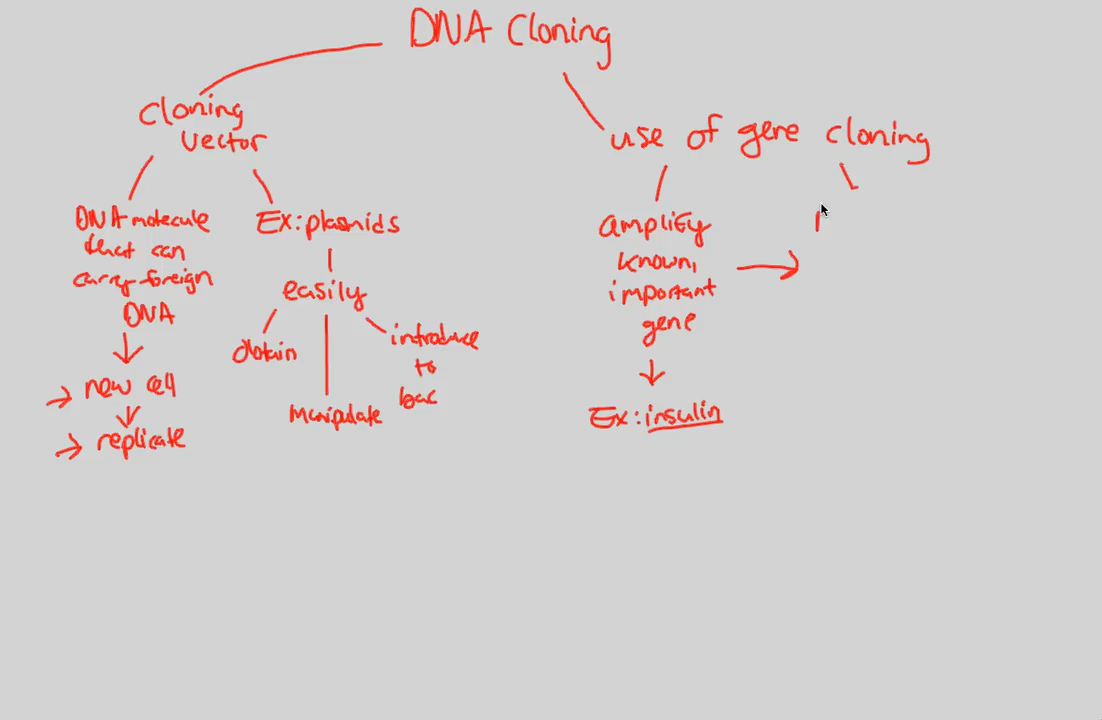 DNA Cloning
Cloning
vector
use of gene cloning
DNA molecule
that can
carry foreign
DNA
→ new cell
→ replicate
Ex: plasmids
easily
obtain
Manipulate
introduce
to
bac
amplify
known,
important
gene
Ex: insulin